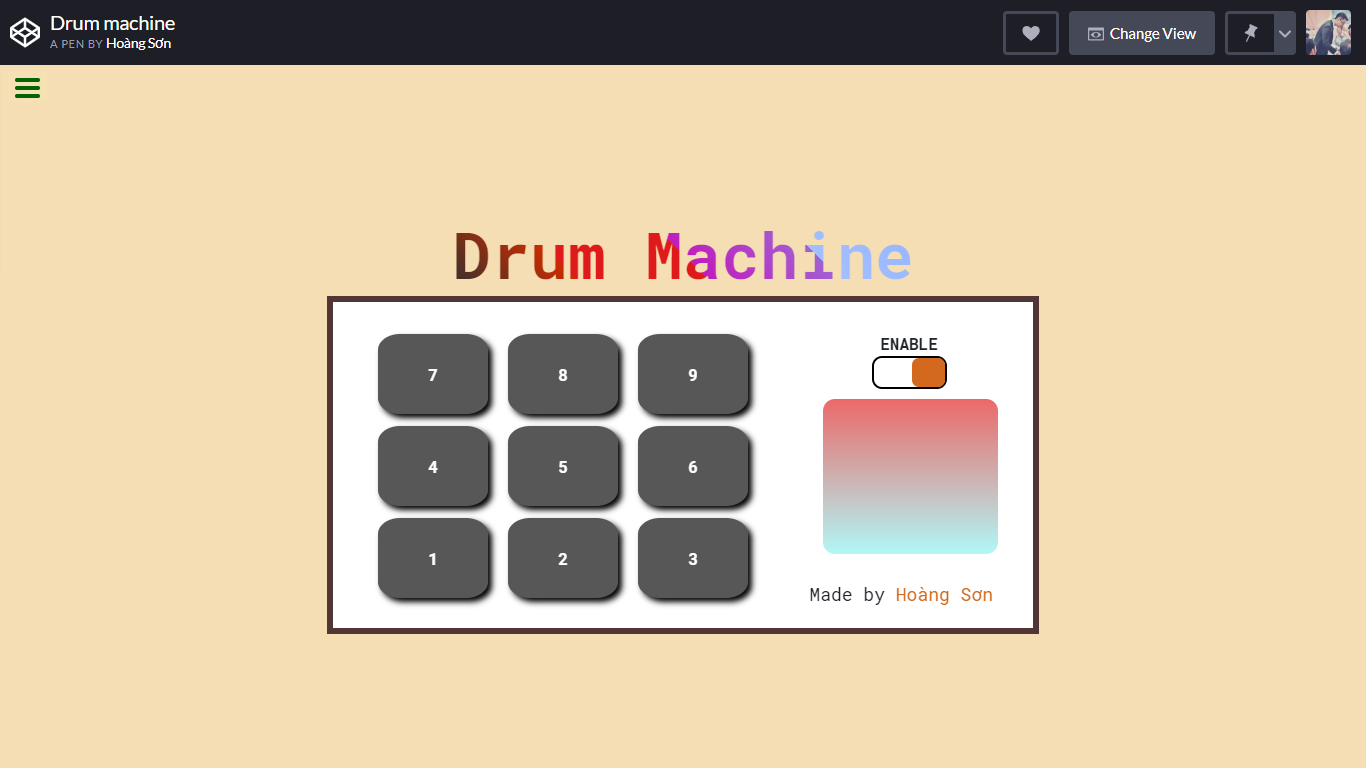 Drum machine
A PEN BY Hoàng Sơn
Change View
Drum Machine
7 8 9
ENABLE
4 5 6
1 2 3
Made by Hoàng Sơn